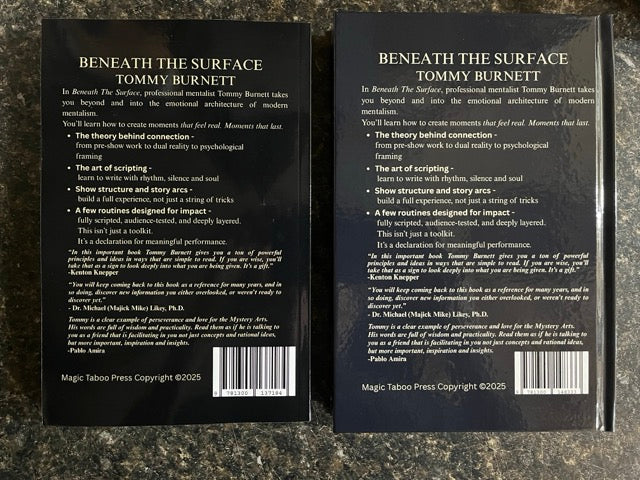 BENEATH THE SURFACE
TOMMY BURNETT
In Beneath The Surface, professional mentalist Tommy Burnett takes
you beyond and into the emotional architecture of modern
mentalism.
You'll learn how to create moments that feel real. Moments that last.
• The theory behind connection -
from pre-show work to dual reality to psychological
framing
• The art of scripting -
learn to write with rhythm, silence and soul
• Show structure and story arcs -
build a full experience, not just a string of tricks
• A few routines designed for impact -
fully scripted, audience-tested, and deeply layered.
This isn't just a toolkit.
It's a declaration for meaningful performance.
"In this important book Tommy Burnett gives you a ton of powerful
principles and ideas in ways that are simple to read. If you are wise, you'll
take that as a sign to look deeply into what you are being given. It's a gift."
-Kenton Knepper
"You will keep coming back to this book as a reference for many years, and in
so doing, discover new information you either overlooked, or weren't ready to
discover yet."
- Dr. Michael (Majick Mike) Likey, Ph.D.
Tommy is a clear example of perseverance and love for the Mystery Arts.
His words are full of wisdom and practicality. Read them as if he is talking to
you as a friend that is facilitating in you not just concepts and rational ideas,
but more important, inspiration and insights.
-Pablo Amira
Magic Taboo Press Copyright ©2025
9 781300 137184
BENEATH THE SURFACE
TOMMY BURNETT
In Beneath The Surface, professional mentalist Tommy Burnett takes
you beyond and into the emotional architecture of modern
mentalism.
You'll learn how to create moments that feel real. Moments that last.
• The theory behind connection -
from pre-show work to dual reality to psychological
framing
• The art of scripting -
learn to write with rhythm, silence and soul
• Show structure and story arcs -
build a full experience, not just a string of tricks
• A few routines designed for impact -
fully scripted, audience-tested, and deeply layered.
This isn't just a toolkit.
It's a declaration for meaningful performance.
"In this important book Tommy Burnett gives you a ton of powerful
principles and ideas in ways that are simple to read. If you are wise, you'll
take that as a sign to look deeply into what you are being given. It's a gift."
-Kenton Knepper
"You will keep coming back to this book as a reference for many years, and in
so doing, discover new information you either overlooked, or weren't ready to
discover yet."
- Dr. Michael (Majick Mike) Likey, Ph.D.
Tommy is a clear example of perseverance and love for the Mystery Arts.
His words are full of wisdom and practicality. Read them as if he is talking to
you as a friend that is facilitating in you not just concepts and rational ideas,
but more important, inspiration and insights.
-Pablo Amira
Magic Taboo Press Copyright ©2025
9 781300